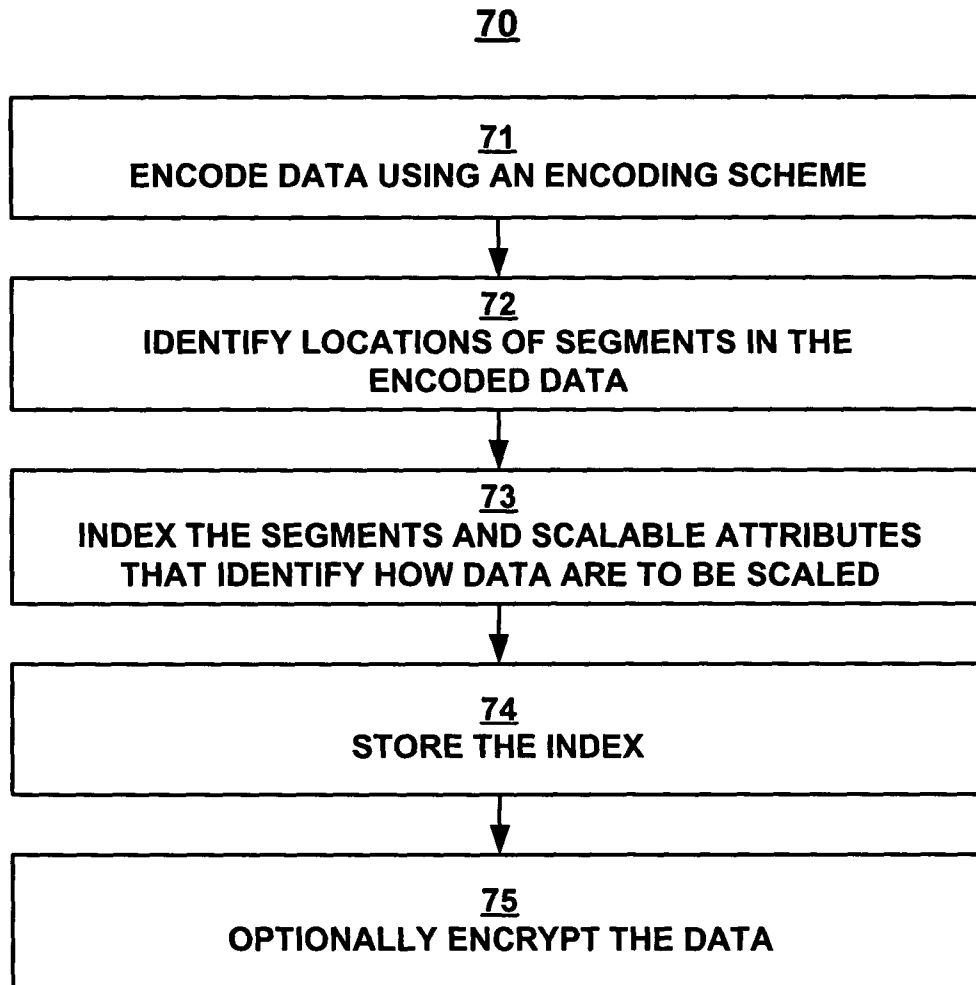 70
71
ENCODE DATA USING AN ENCODING SCHEME
72
IDENTIFY LOCATIONS OF SEGMENTS IN THE
ENCODED DATA
73
INDEX THE SEGMENTS AND SCALABLE ATTRIBUTES
THAT IDENTIFY HOW DATA ARE TO BE SCALED
74
STORE THE INDEX
75
OPTIONALLY ENCRYPT THE DATA